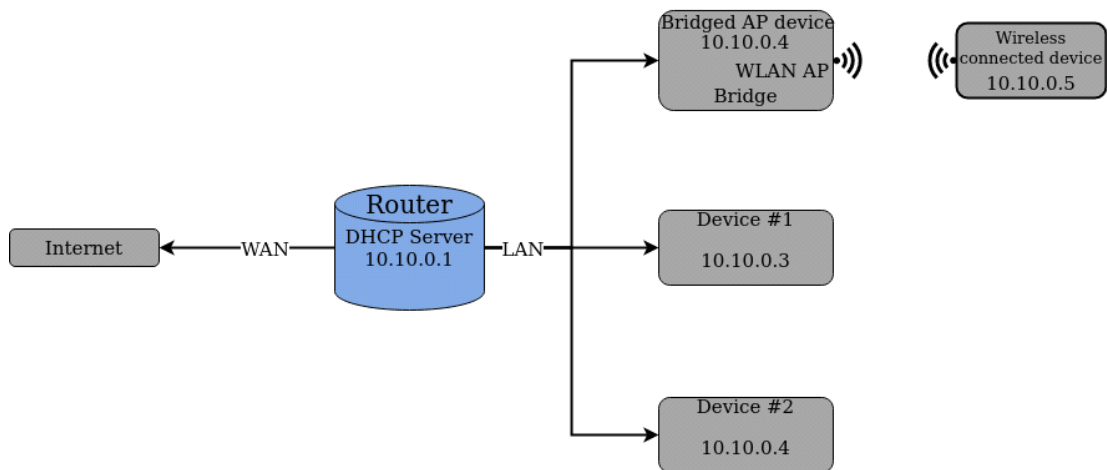 Bridged AP device
10.10.0.4
WLAN AP
Bridge
Wireless
connected device
10.10.0.5
Internet
WAN
Router
DHCP Server
10.10.0.1
LAN
Device #1
10.10.0.3
Device #2
10.10.0.4